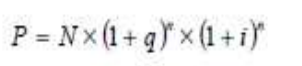 P = N × (1 + q)ⁿ × (1 + i)ⁿ